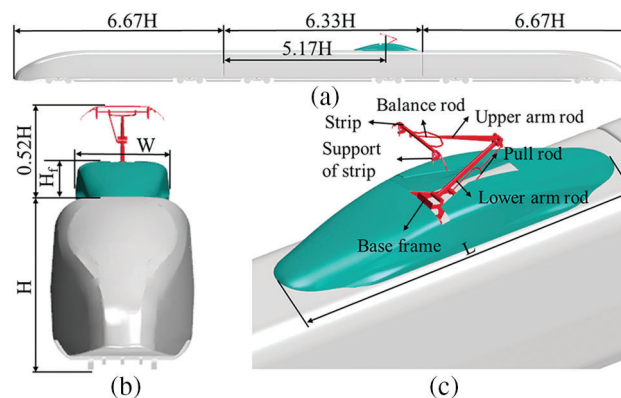 6.67H
6.33H
6.67H
5.17H
(a)
0.52H
H_f
W
H
(b)
Strip
Balance rod
Upper arm rod
Support
of strip
Pull rod
Lower arm rod
Base frame
L
(c)